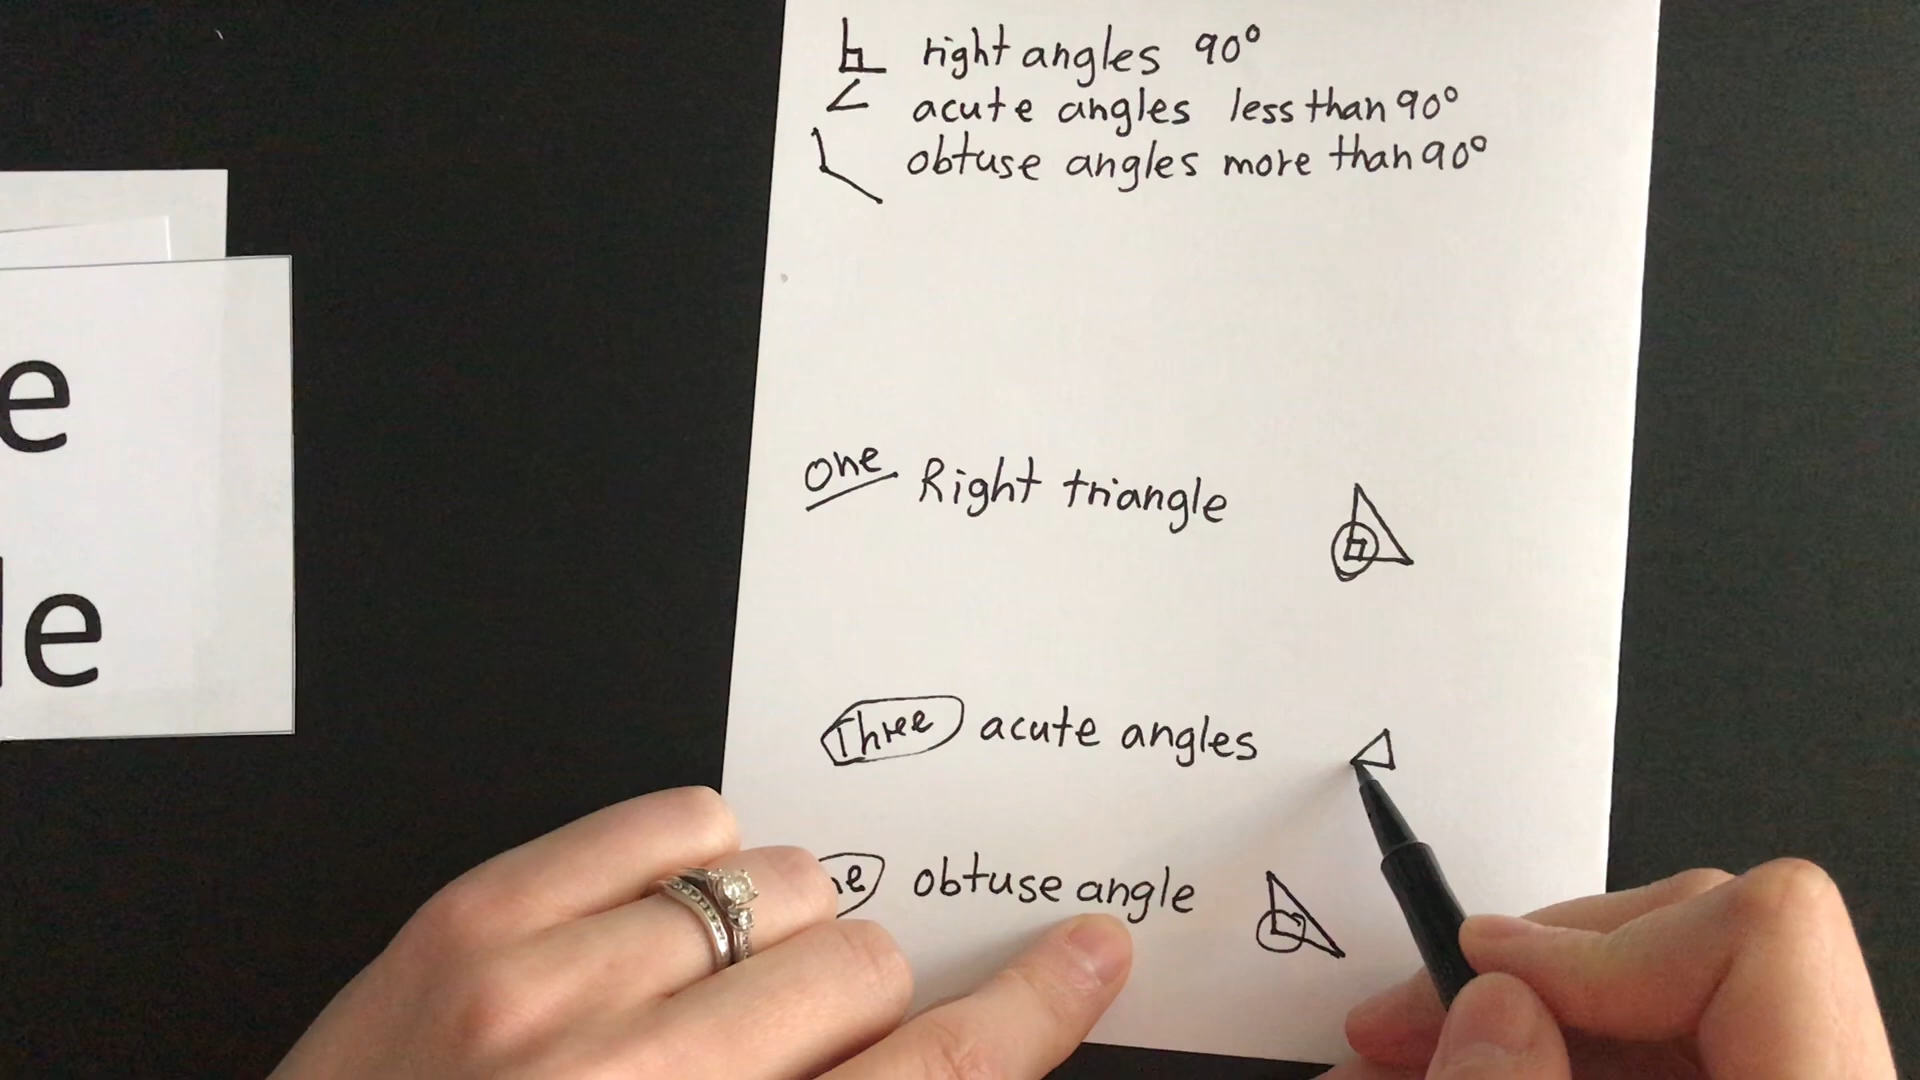 right angles 90°
acute angles less than 90°
obtuse angles more than 90°
one Right triangle
Three acute angles
obtuse angle
e
le